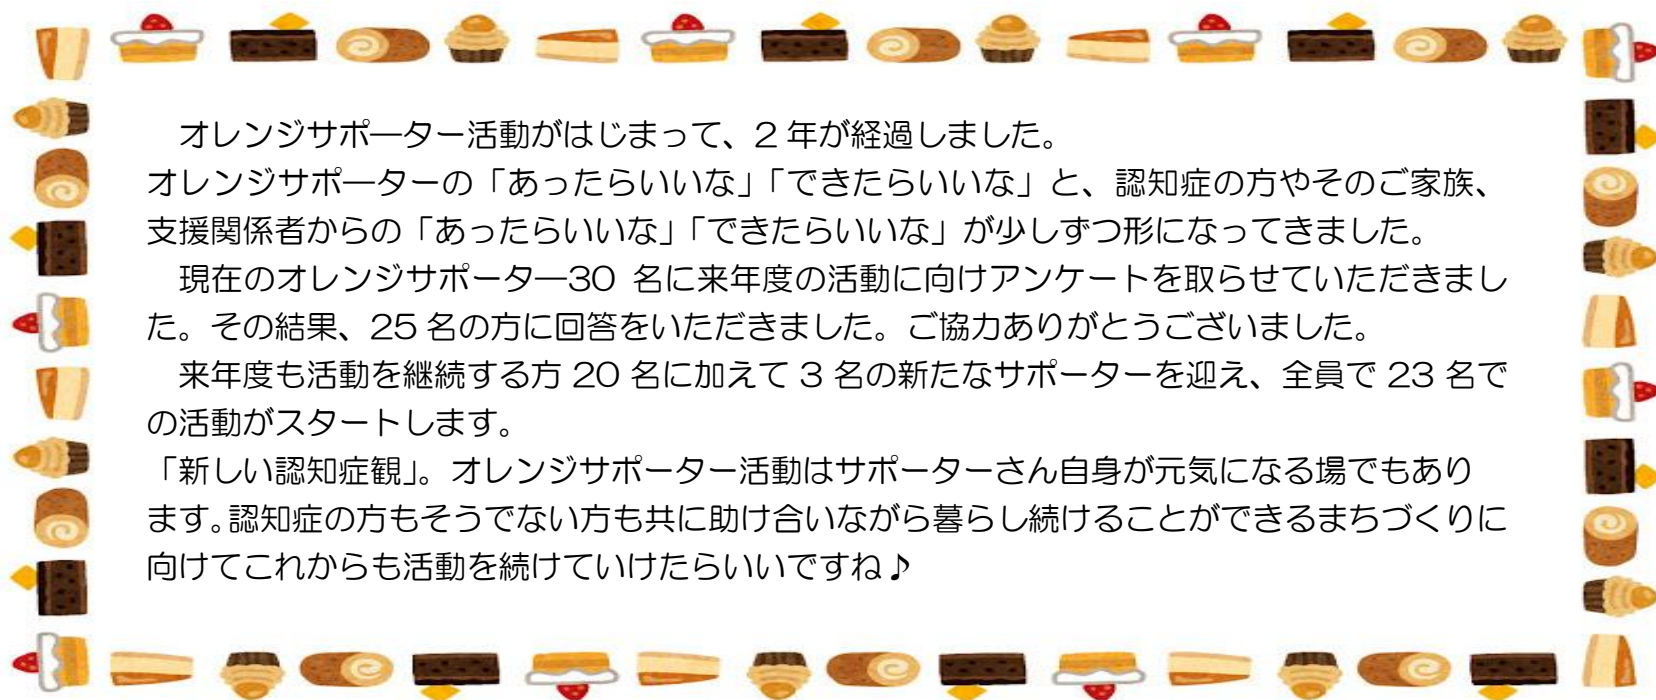 オレンジサポ―ター活動がはじまって、2年が経過しました。
オレンジサポ―ターの「あったらいいな」「できたらいいな」と、認知症の方やそのご家族、
支援関係者からの「あったらいいな」「できたらいいな」が少しずつ形になってきました。
現在のオレンジサポータ―30 名に来年度の活動に向けアンケートを取らせていただきまし
た。その結果、25 名の方に回答をいただきました。ご協力ありがとうございました。
来年度も活動を継続する方 20 名に加えて 3 名の新たなサポーターを迎え、全員で 23 名で
の活動がスタートします。
「新しい認知症観」。オレンジサポーター活動はサポーターさん自身が元気になる場でもあり
ます。認知症の方もそうでない方も共に助け合いながら暮らし続けることができるまちづくりに
向けてこれからも活動を続けていけたらいいですね♪